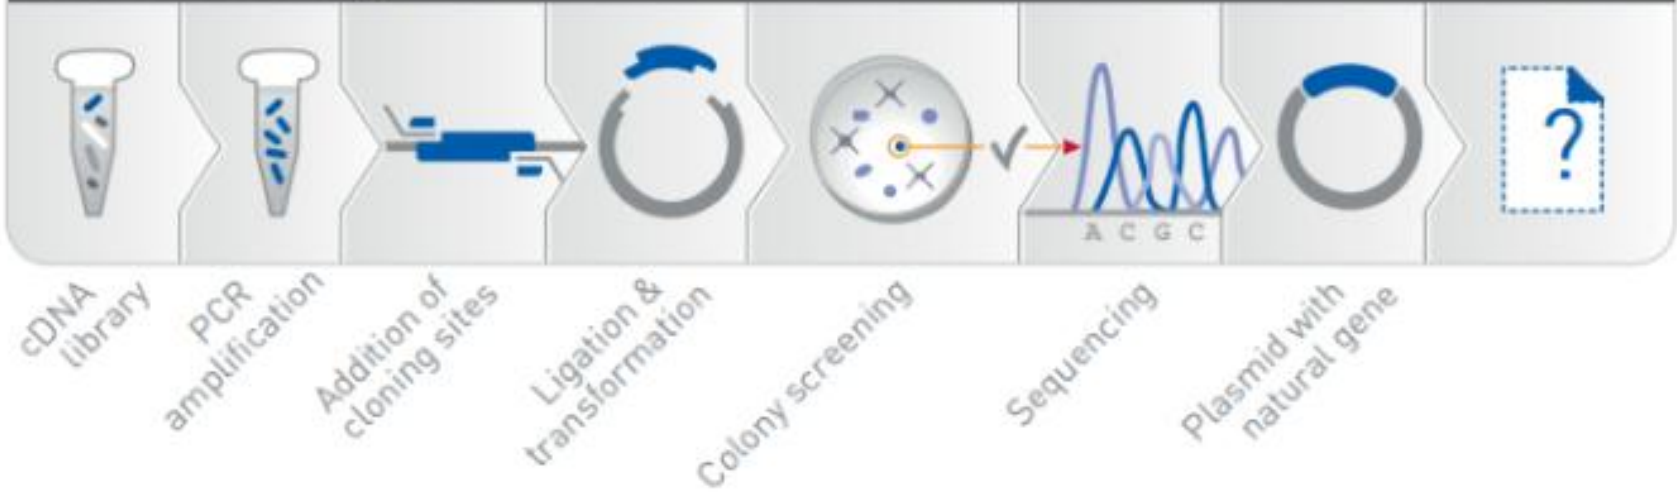 ?
A C G C
cDNA
library
PCR
amplification
Addition of
cloning sites
Ligation &
transformation
Colony screening
Sequencing
Plasmid with
natural gene